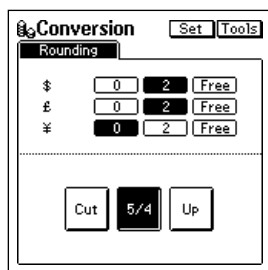 Conversion Set Tools
Rounding
$ 0 2 Free
£ 0 2 Free
¥ 0 2 Free
Cut 5/4 Up